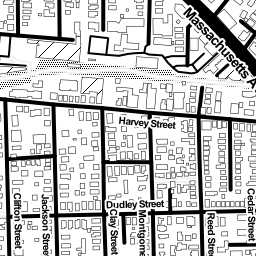 Massachusetts A
Harvey Street
Dudley Street
Clifton Street
Jackson Street
Clay Street
Montgome
Reed Street
Cedar Street